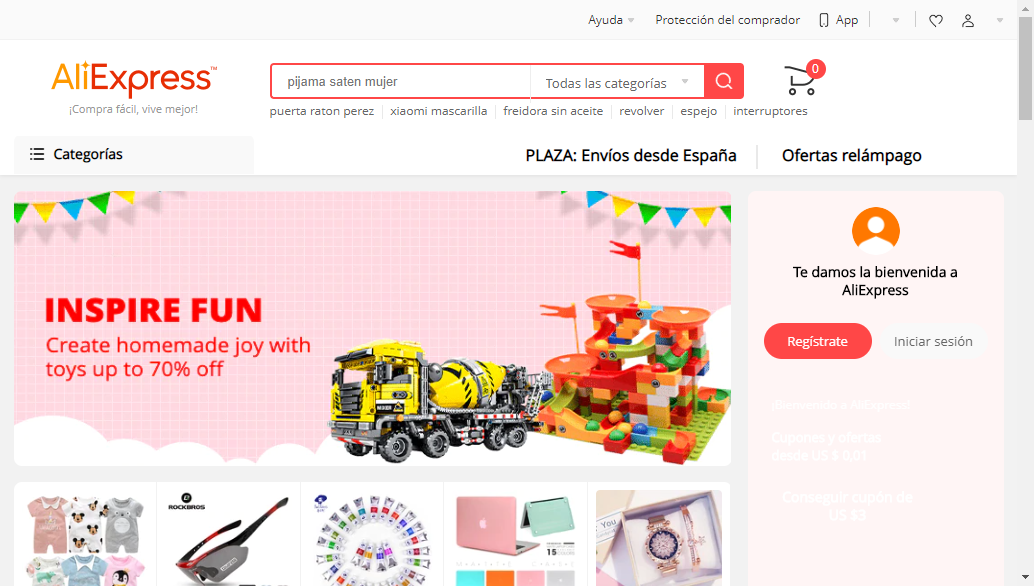 Ayuda
Protección del comprador
App
AliExpress™
¡Compra fácil, vive mejor!
pijama saten mujer
Todas las categorías
0
puerta raton perez
xiaomi mascarilla
freidora sin aceite
revolver
espejo
interruptores
Categorías
PLAZA: Envíos desde España
Ofertas relámpago
INSPIRE FUN
Create homemade joy with
toys up to 70% off
Te damos la bienvenida a
AliExpress
Regístrate
Iniciar sesión
Cupones y ofertas
desde US $ 0,01
Conseguir cupón de
US $3
ROCKBROS
15
You